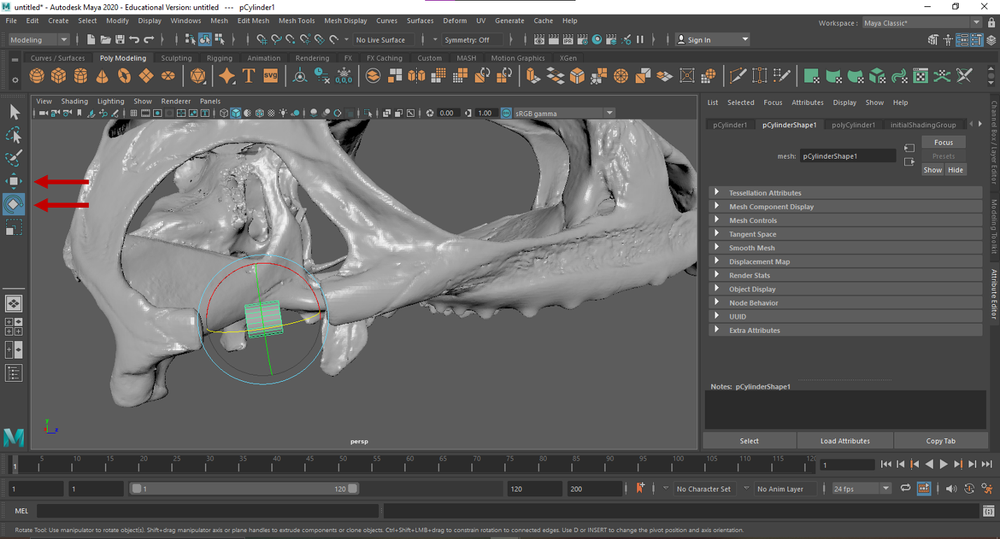 untitled* - Autodesk Maya 2020 - Educational Version: untitled --- pCylinder1
File Edit Create Select Modify Display Windows Mesh Edit Mesh Mesh Tools Mesh Display Curves Surfaces Deform UV Generate Cache Help
Workspace : Maya Classic*
Modeling No Live Surface Symmetry: Off Sign In
Curves / Surfaces Poly Modeling Sculpting Rigging Animation Rendering FX FX Caching Custom MASH Motion Graphics XGen
T svg 0,0,0
View Shading Lighting Show Renderer Panels
0.00 1.00 sRGB gamma
persp
y
z
List Selected Focus Attributes Display Show Help
pCylinder1 pCylinderShape1 polyCylinder1 initialShadingGroup
Focus
mesh: pCylinderShape1
Presets
Show Hide
Tessellation Attributes
Mesh Component Display
Mesh Controls
Tangent Space
Smooth Mesh
Displacement Map
Render Stats
Object Display
Node Behavior
UUID
Extra Attributes
Notes: pCylinderShape1
Select Load Attributes Copy Tab
Channel Box / Layer Editor
Modeling Toolkit
Attribute Editor
1 5 10 15 20 25 30 35 40 45 50 55 60 65 70 75 80 85 90 95 100 105 110 115 120
1
1 1 1 120 120 200 No Character Set No Anim Layer 24 fps
MEL
Rotate Tool: Use manipulator to rotate object(s). Shift+drag manipulator axis or plane handles to extrude components or clone objects. Ctrl+Shift+LMB+drag to constrain rotation to connected edges. Use D or INSERT to change the pivot position and axis orientation.